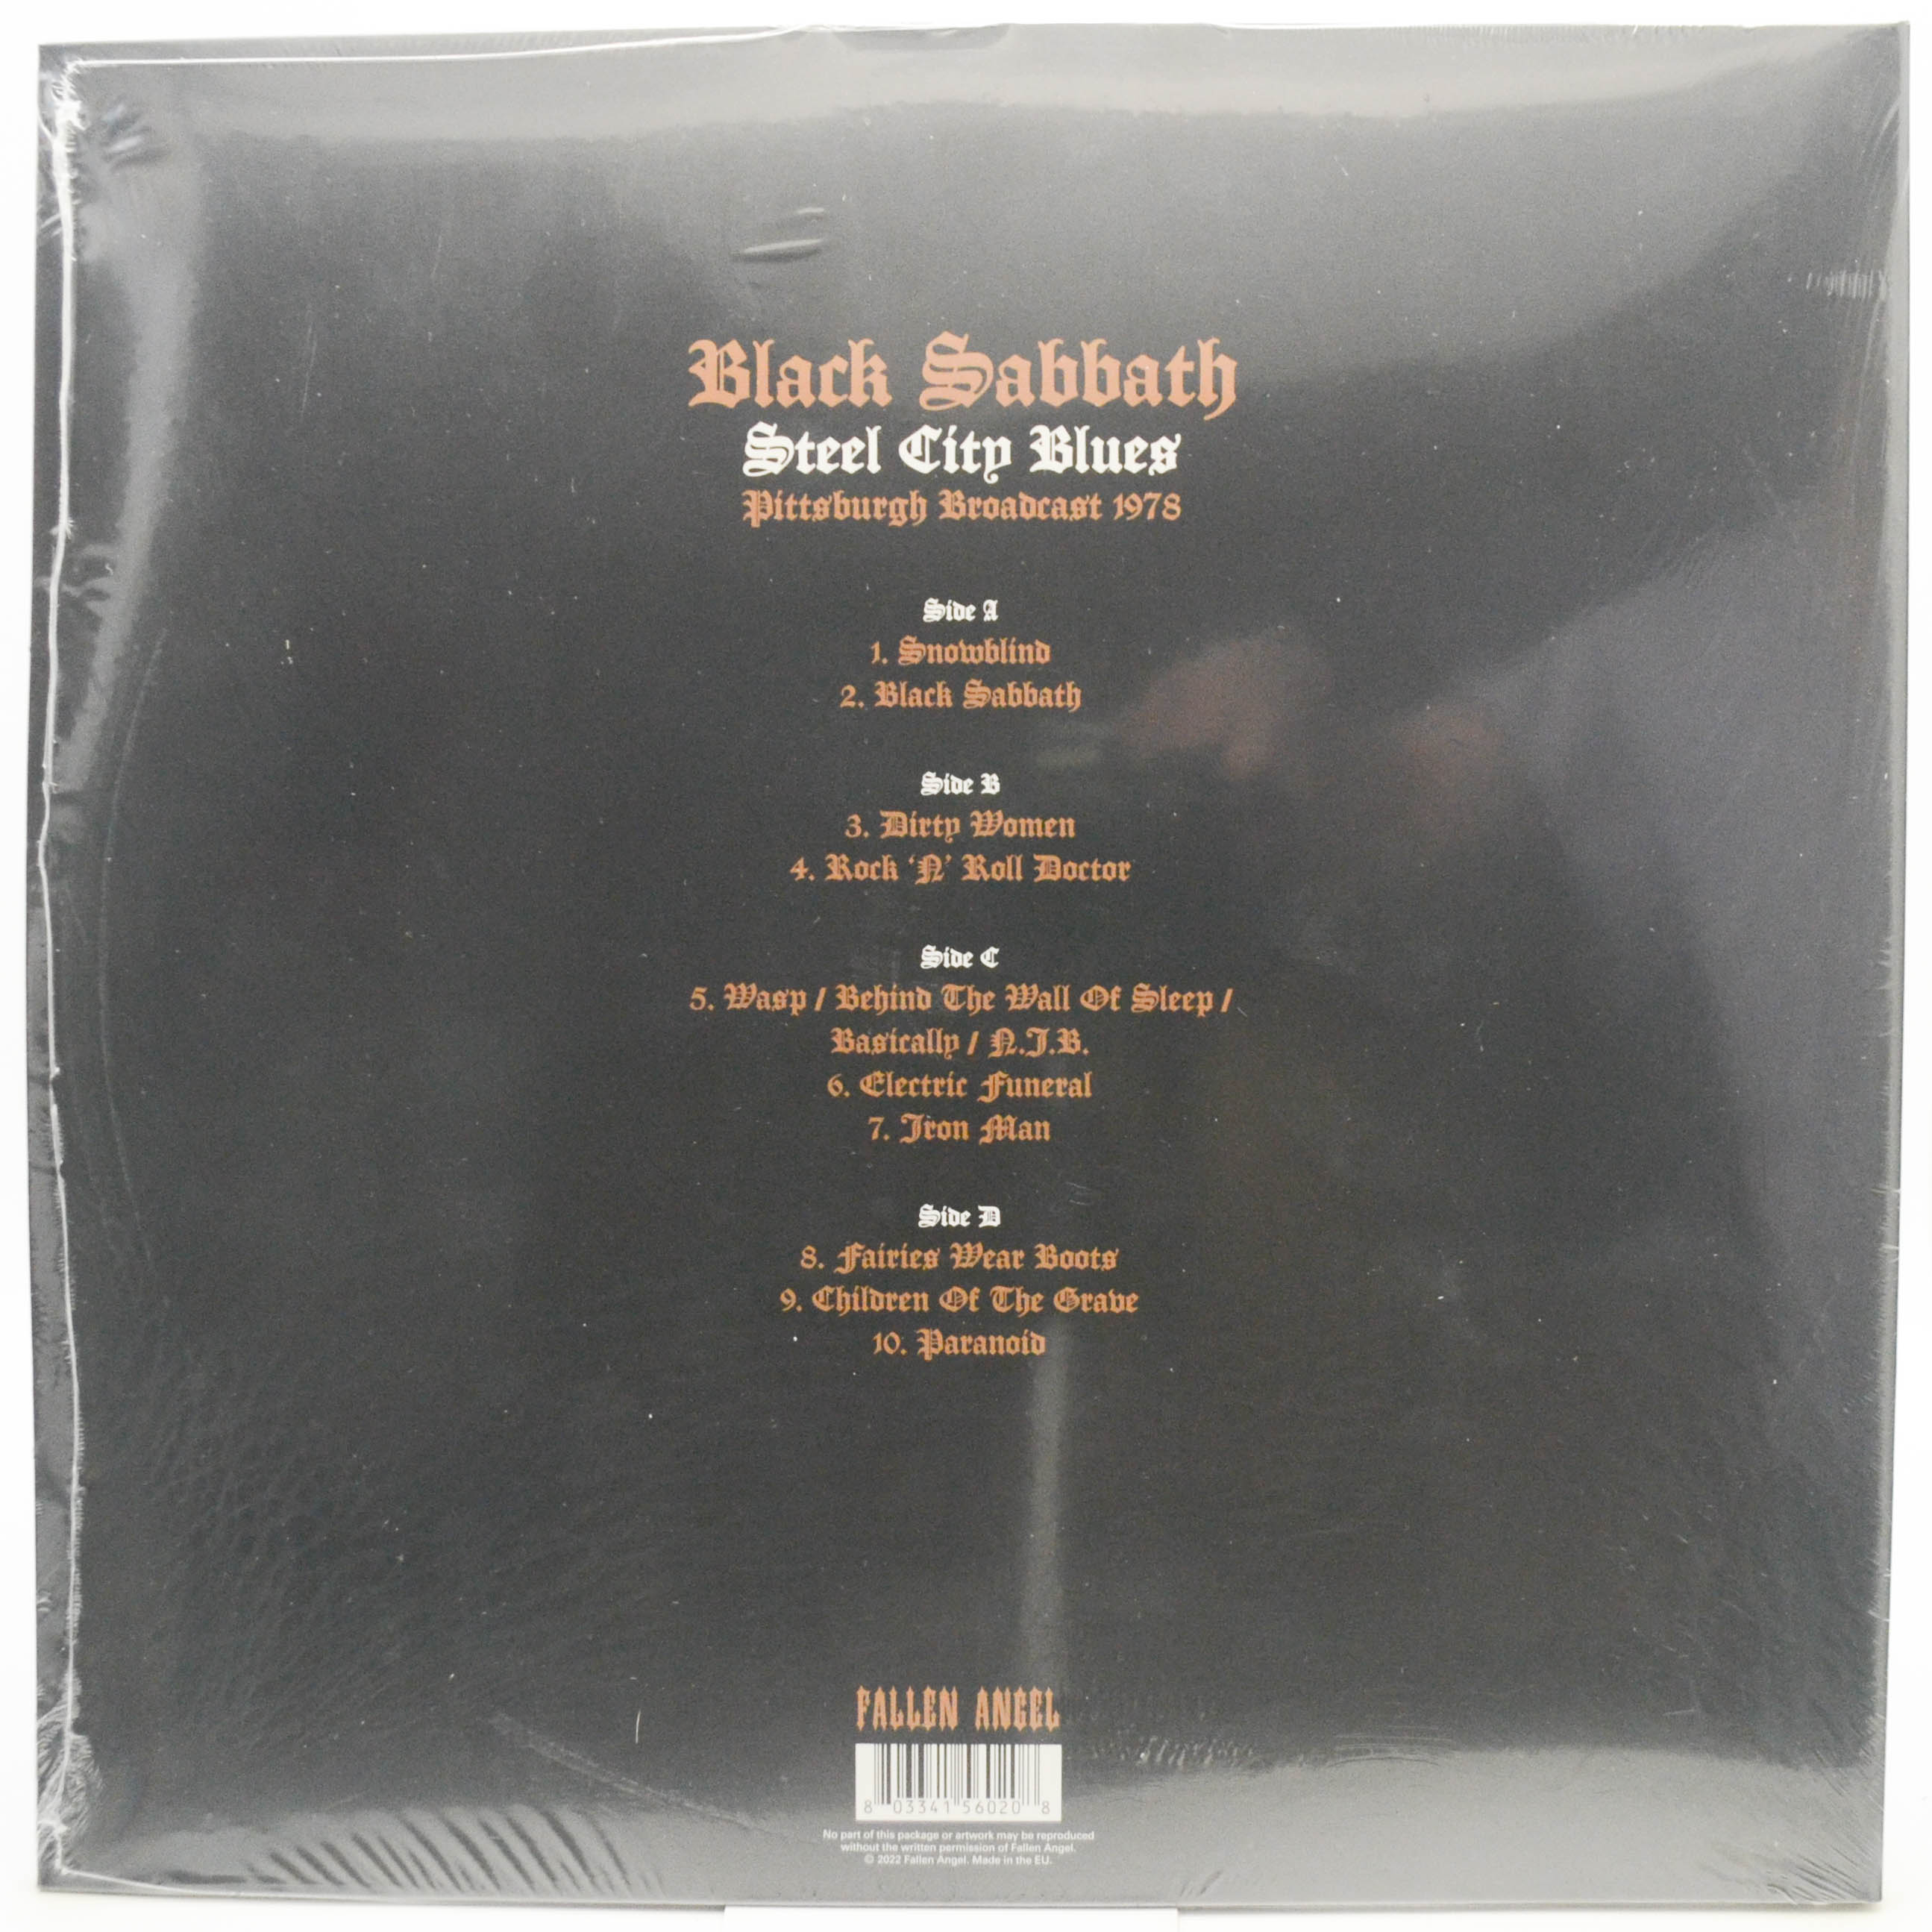 Black Sabbath
Steel City Blues
Pittsburgh Broadcast 1978
Side A
1. Snowblind
2. Black Sabbath
Side B
3. Dirty Women
4. Rock ‘N’ Roll Doctor
Side C
5. Wasp / Behind The Wall Of Sleep /
Basically / N.I.B.
6. Electric Funeral
7. Iron Man
Side D
8. Fairies Wear Boots
9. Children Of The Grave
10. Paranoid
FALLEN ANGEL
8 03341 56020 8
No part of this package or artwork may be reproduced
without the written permission of Fallen Angel.
© 2022 Fallen Angel. Made in the EU.